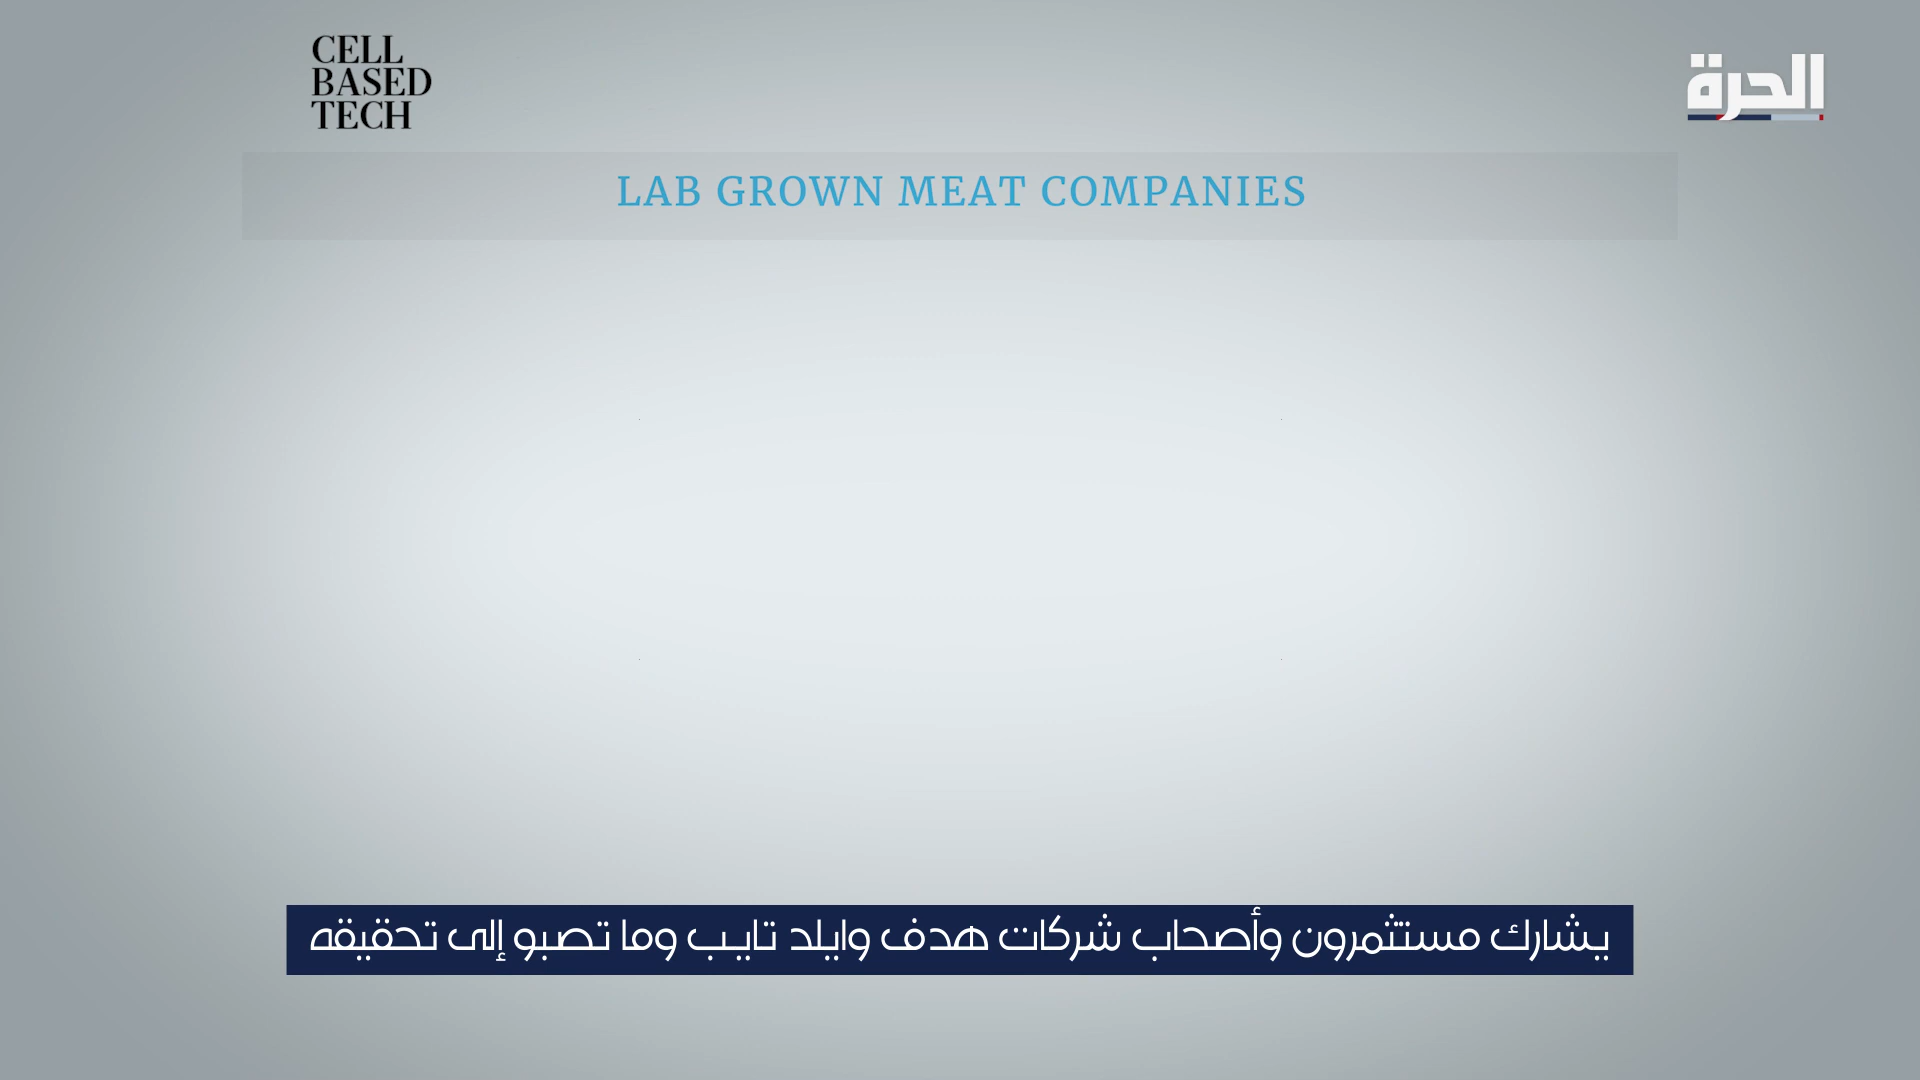 CELL
BASED
TECH
الحرة
LAB GROWN MEAT COMPANIES
يشارك مستثمرون وأصحاب شركات هدف وايلد تايب وما تصبو إلى تحقيقه